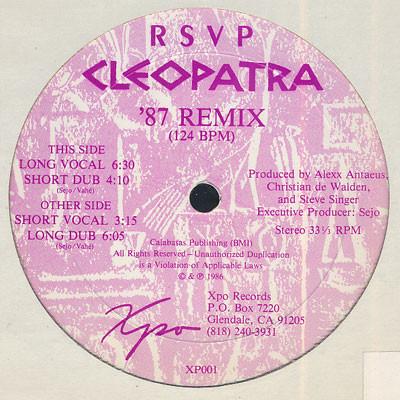 RSVP
CLEOPATRA
'87 REMIX
(124 BPM)
THIS SIDE
LONG VOCAL 6:30
SHORT DUB 4:10
(Sejo/Vahé)
OTHER SIDE
SHORT VOCAL 3:15
LONG DUB 6:05
(Sejo/Vahé)
Produced by Alexx Antaeus,
Christian de Walden,
and Steve Singer
Executive Producer: Sejo
Stereo 33⅓ RPM
Calabasas Publishing (BMI)
All Rights Reserved—Unauthorized Duplication
is a Violation of Applicable Laws
© & ℗ 1986
Xpo
Xpo Records
P.O. Box 7220
Glendale, CA 91205
(818) 240-3931
XP001